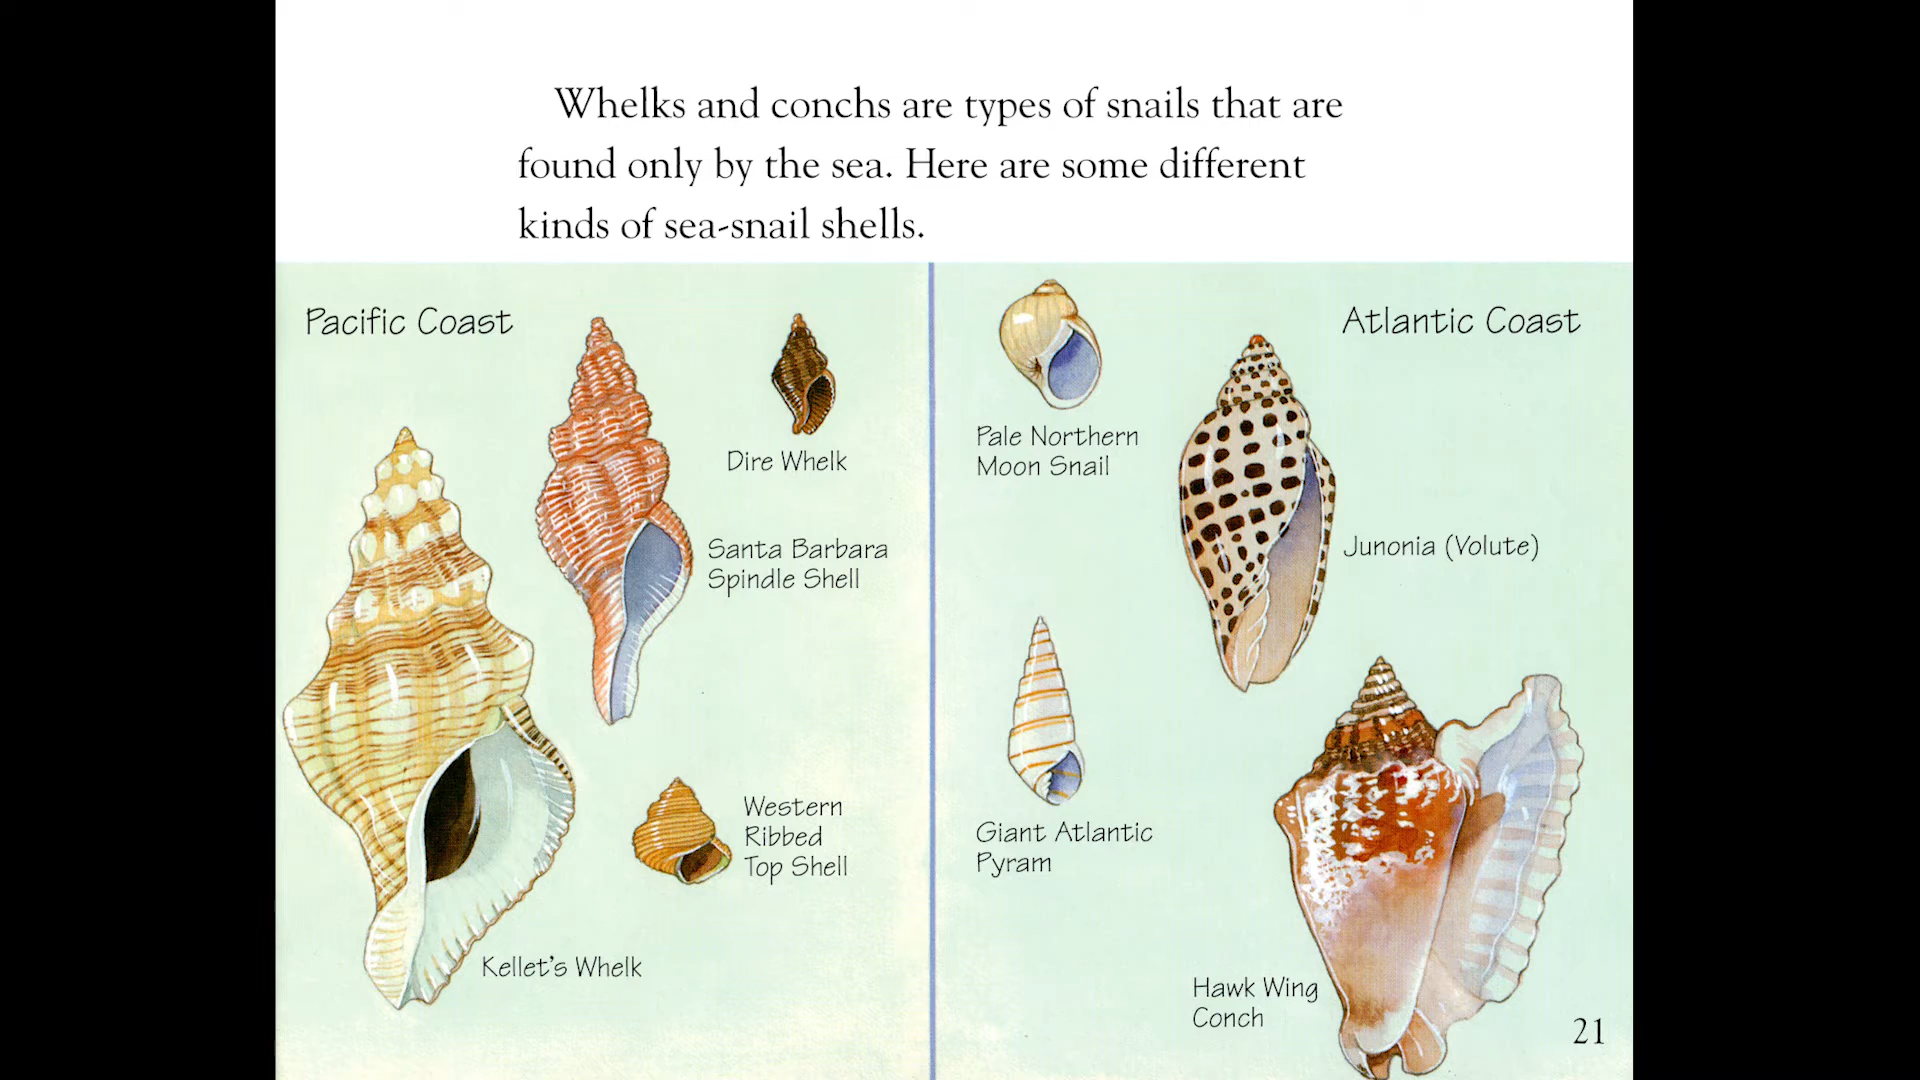 Whelks and conchs are types of snails that are
found only by the sea. Here are some different
kinds of sea-snail shells.
Pacific Coast
Dire Whelk
Santa Barbara
Spindle Shell
Western
Ribbed
Top Shell
Kellet's Whelk
Atlantic Coast
Pale Northern
Moon Snail
Junonia (Volute)
Giant Atlantic
Pyram
Hawk Wing
Conch
21